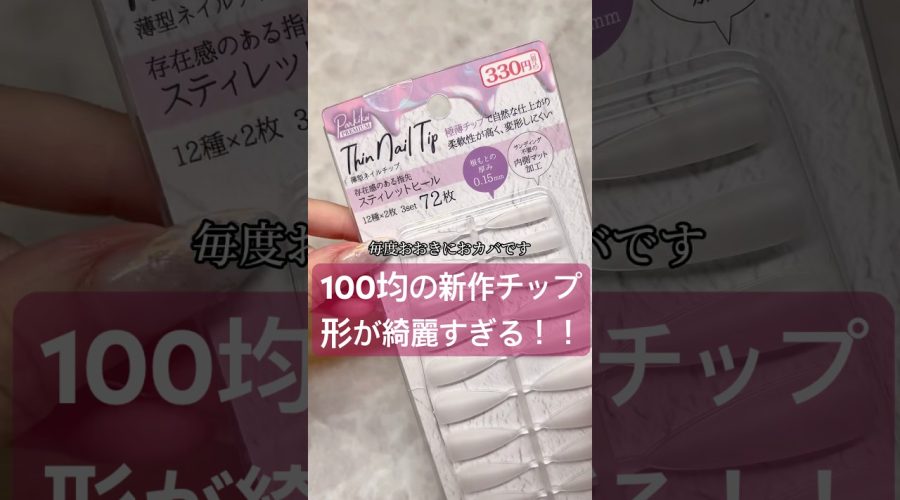 330円
税込
Parkikoi
PREMIUM
Thin Nail Tip
薄型ネイルチップ
極薄チップで自然な仕上がり
柔軟性が高く、変形しにくい
根もとの
厚み
0.15mm
サンディング
不要の
内側マット
加工
存在感のある指先
スティレットヒール
12種×2枚 3set 72枚
毎度おおきにおカバです
100均の新作チップ
形が綺麗すぎる！！
薄型ネイルチ
存在感のある指先
スティレット
12種×2枚 3
毎度お
バです
100均
チップ
形が綺
る！！